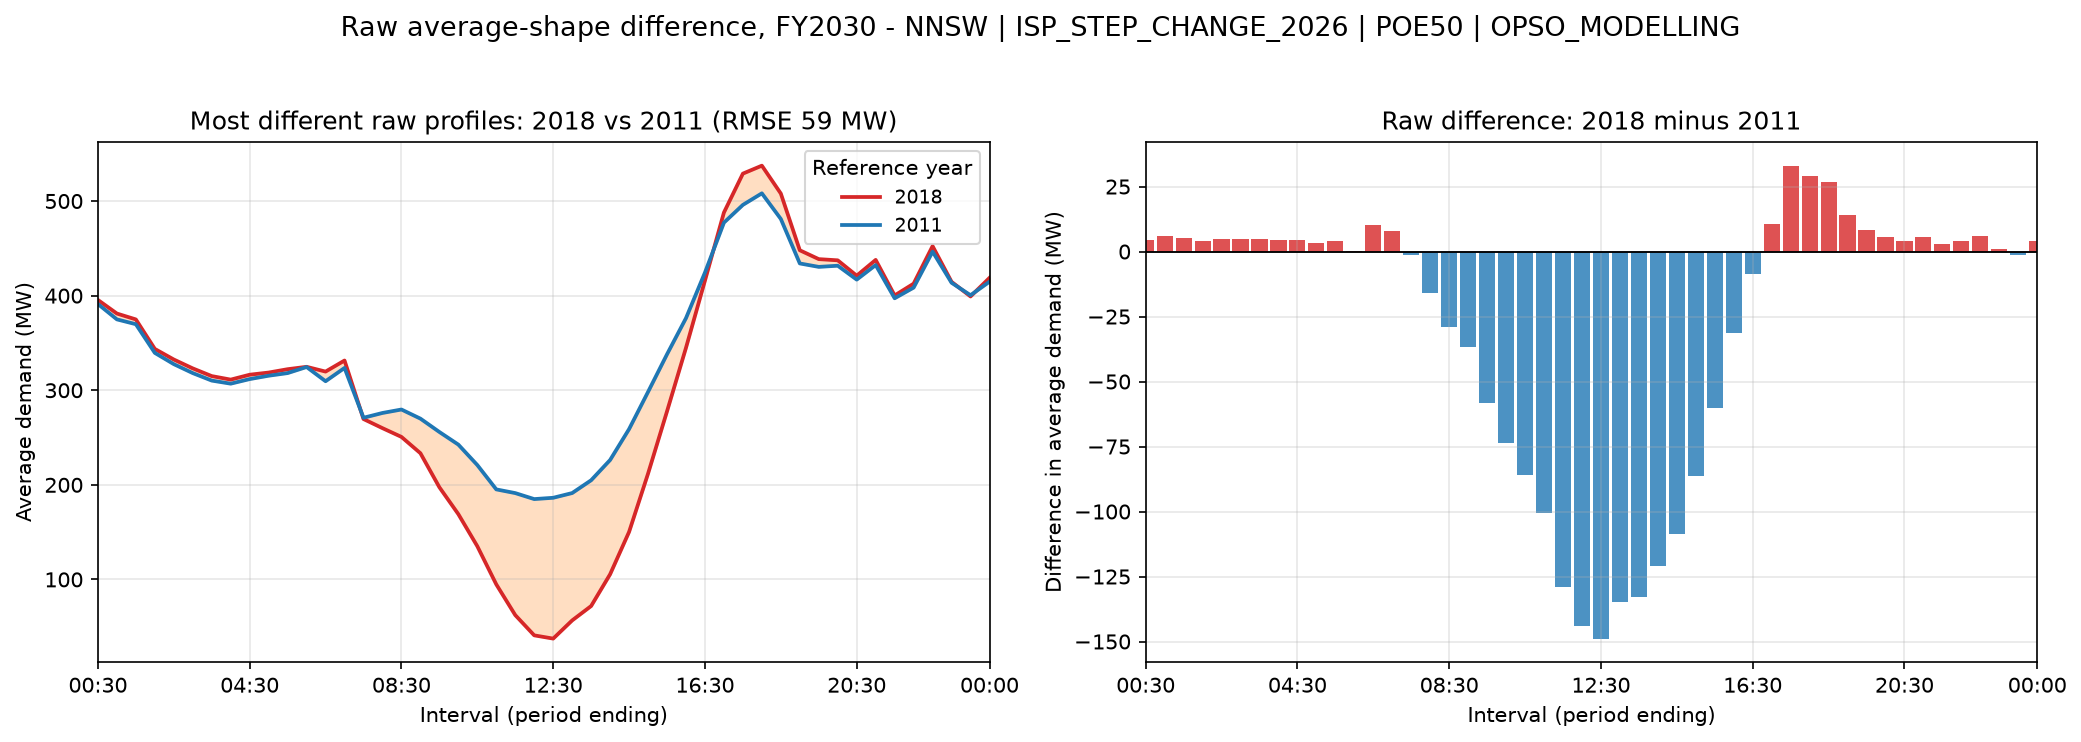 Raw average-shape difference, FY2030 - NNSW | ISP_STEP_CHANGE_2026 | POE50 | OPSO_MODELLING
Most different raw profiles: 2018 vs 2011 (RMSE 59 MW)
Average demand (MW)
500
400
300
200
100
Reference year
2018
2011
00:30 04:30 08:30 12:30 16:30 20:30 00:00
Interval (period ending)
Raw difference: 2018 minus 2011
Difference in average demand (MW)
25
0
−25
−50
−75
−100
−125
−150
00:30 04:30 08:30 12:30 16:30 20:30 00:00
Interval (period ending)